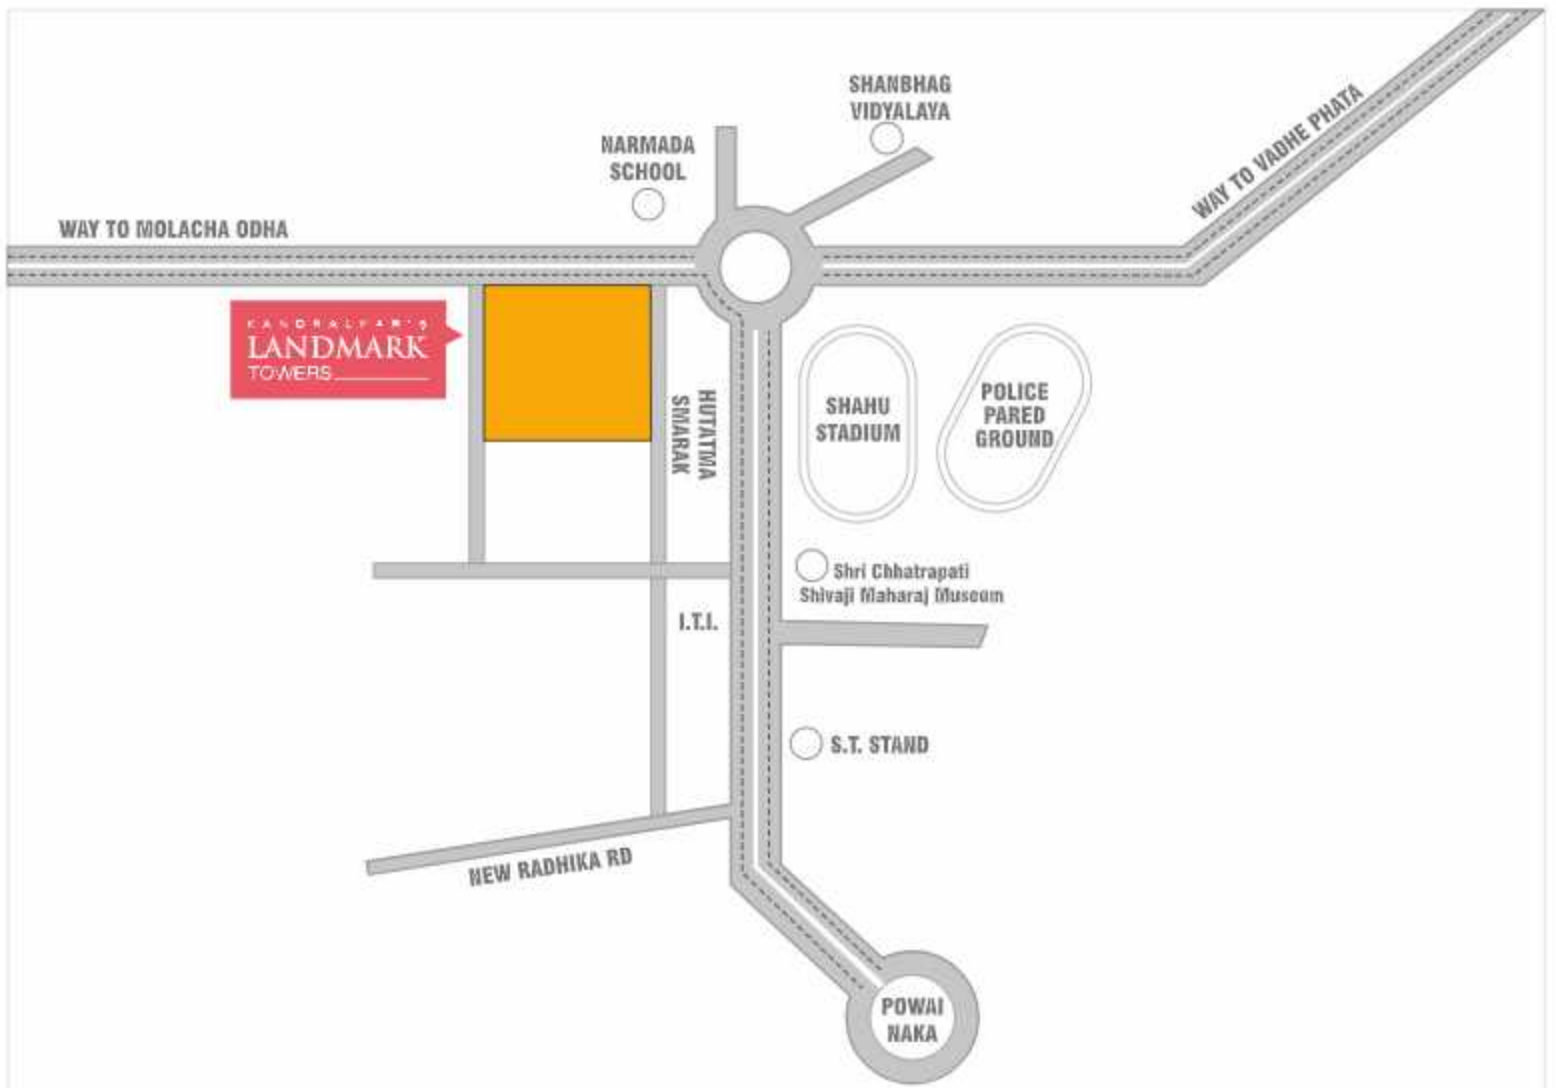 SHANBHAG
VIDYALAYA
NARMADA
SCHOOL
WAY TO VADHE PHATA
WAY TO MOLACHA ODHA
LANDMARK
TOWERS
HUTATMA
SMARAK
SHAHU
STADIUM
POLICE
PARED
GROUND
Shri Chhatrapati
Shivaji Maharaj Museum
I.T.I.
S.T. STAND
NEW RADHIKA RD
POWAI
NAKA